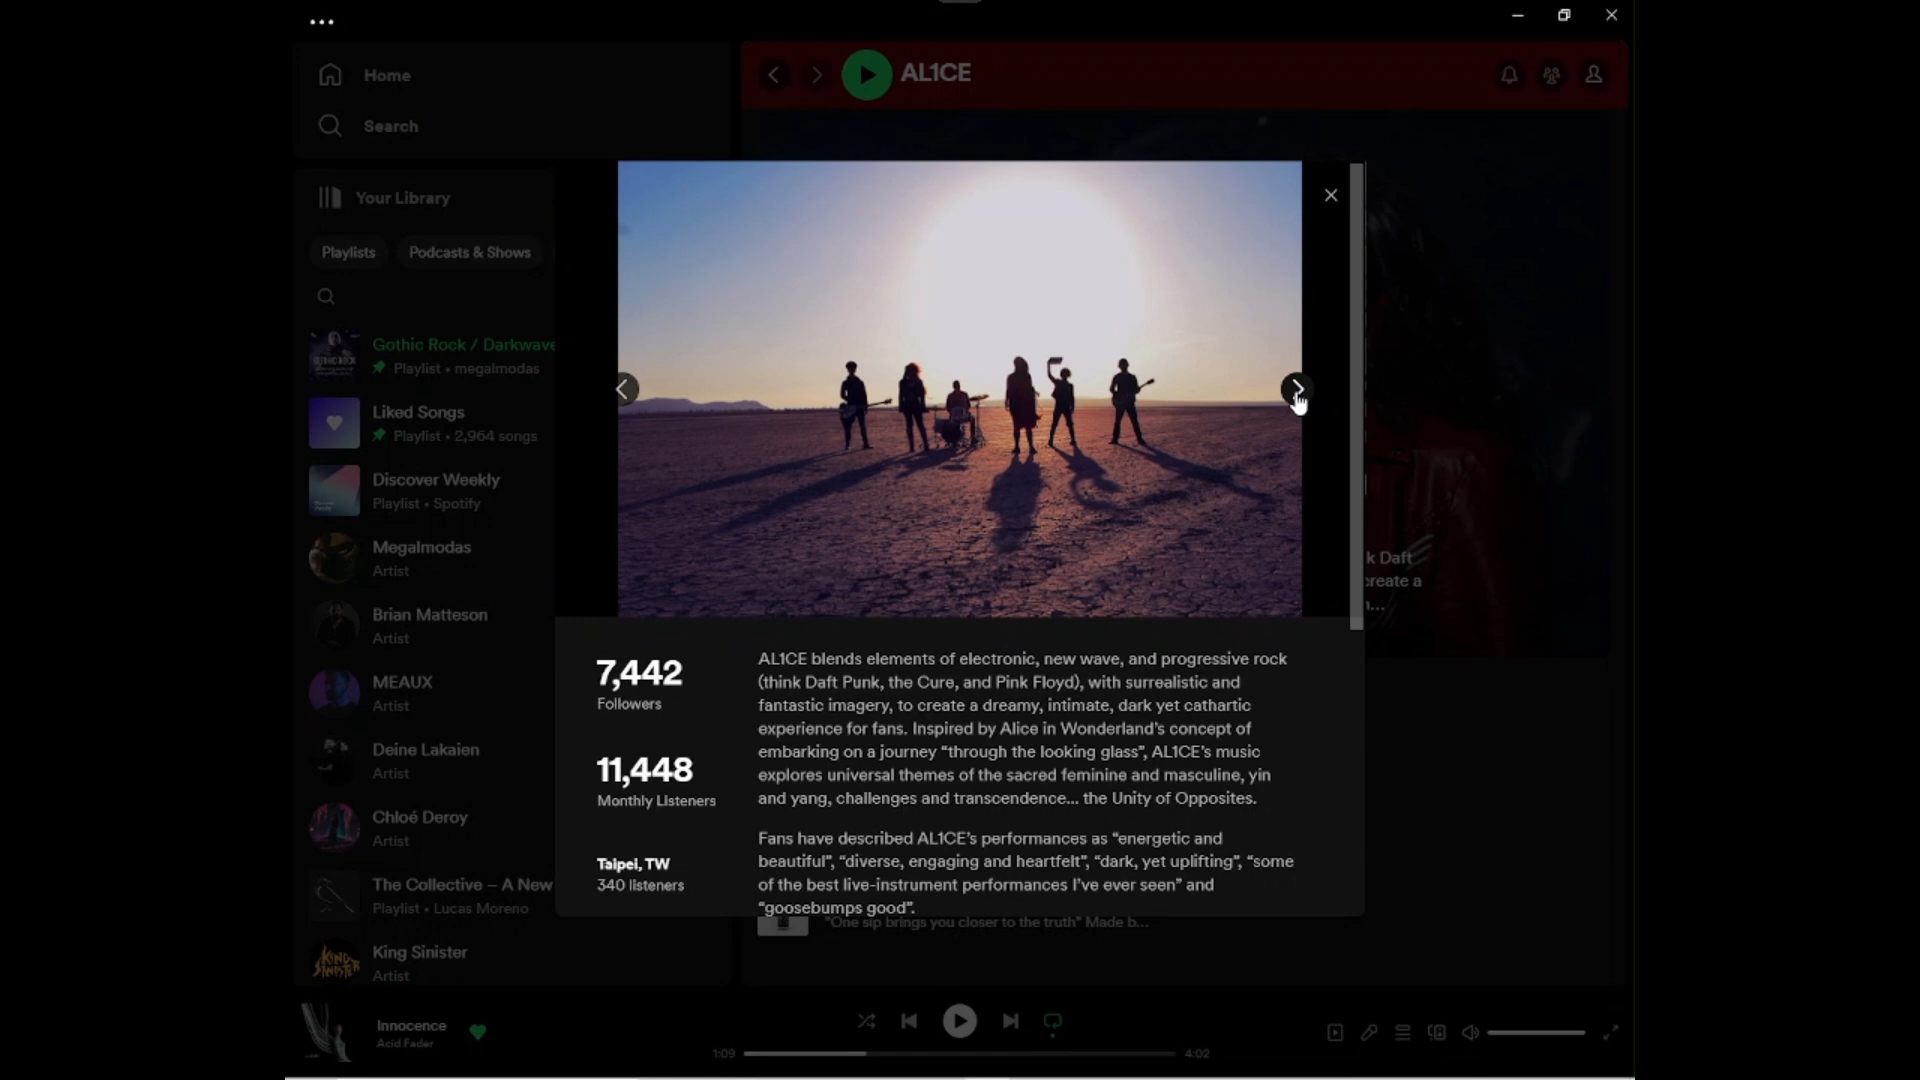 Home
Search
AL1CE
Your Library
Playlists
Podcasts & Shows
Gothic Rock / Darkwave
Playlist • megalmodas
Liked Songs
Playlist • 2,964 songs
Discover Weekly
Playlist • Spotify
Megalmodas
Artist
Brian Matteson
Artist
MEAUX
Artist
Deine Lakaien
Artist
Chloé Deroy
Artist
The Collective – A New
Playlist • Lucas Moreno
King Sinister
Artist
k Daft
create a
7,442
Followers
11,448
Monthly Listeners
Taipei, TW
340 listeners
AL1CE blends elements of electronic, new wave, and progressive rock
(think Daft Punk, the Cure, and Pink Floyd), with surrealistic and
fantastic imagery, to create a dreamy, intimate, dark yet cathartic
experience for fans. Inspired by Alice in Wonderland's concept of
embarking on a journey “through the looking glass”, AL1CE's music
explores universal themes of the sacred feminine and masculine, yin
and yang, challenges and transcendence... the Unity of Opposites.
Fans have described AL1CE's performances as “energetic and
beautiful”, “diverse, engaging and heartfelt”, “dark, yet uplifting”, “some
of the best live-instrument performances I've ever seen” and
“goosebumps good”.
"One sip brings you closer to the truth" Made b...
Innocence
Acid Fader
1:09
4:02